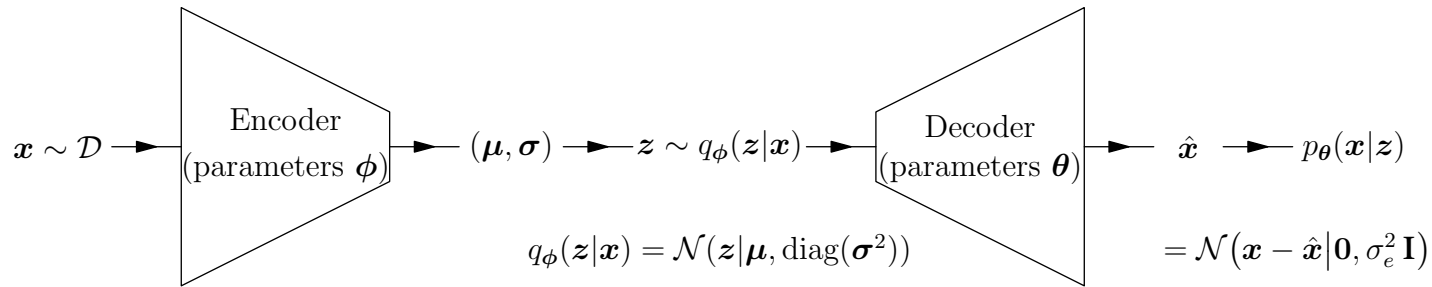 Encoder
(parameters ϕ)
Decoder
(parameters θ)
x ∼ 𝒟
(μ, σ)
z ∼ q_ϕ(z|x)
x̂
p_θ(x|z)
q_ϕ(z|x) = 𝒩(z|μ, diag(σ²))
= 𝒩(x − x̂|0, σ_e² I)